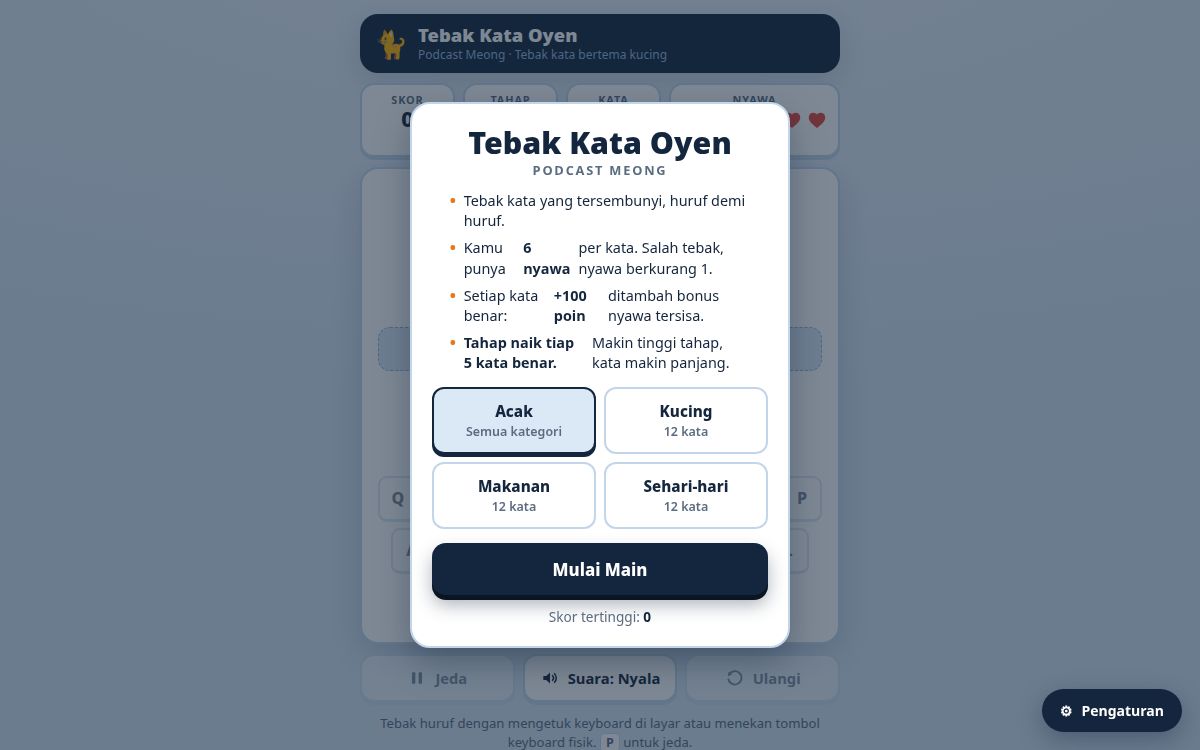 Tebak Kata Oyen
Podcast Meong · Tebak kata bertema kucing
SKOR
TAHAP
KATA
NYAWA
Tebak Kata Oyen
PODCAST MEONG
• Tebak kata yang tersembunyi, huruf demi
huruf.
• Kamu punya 6 nyawa per kata. Salah tebak,
nyawa berkurang 1.
• Setiap kata benar: +100 poin ditambah bonus
nyawa tersisa.
• Tahap naik tiap 5 kata benar. Makin tinggi tahap,
kata makin panjang.
Acak
Semua kategori
Kucing
12 kata
Makanan
12 kata
Sehari-hari
12 kata
Q
P
Mulai Main
Skor tertinggi: 0
Jeda
Suara: Nyala
Ulangi
Pengaturan
Tebak huruf dengan mengetuk keyboard di layar atau menekan tombol
keyboard fisik. P untuk jeda.